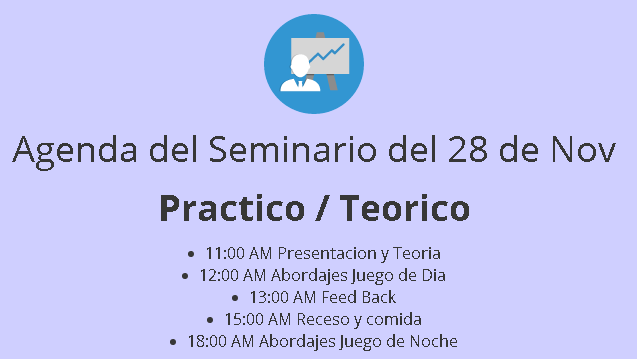 Agenda del Seminario del 28 de Nov
Practico / Teorico
• 11:00 AM Presentacion y Teoria
• 12:00 AM Abordajes Juego de Dia
• 13:00 AM Feed Back
• 15:00 AM Receso y comida
• 18:00 AM Abordajes Juego de Noche